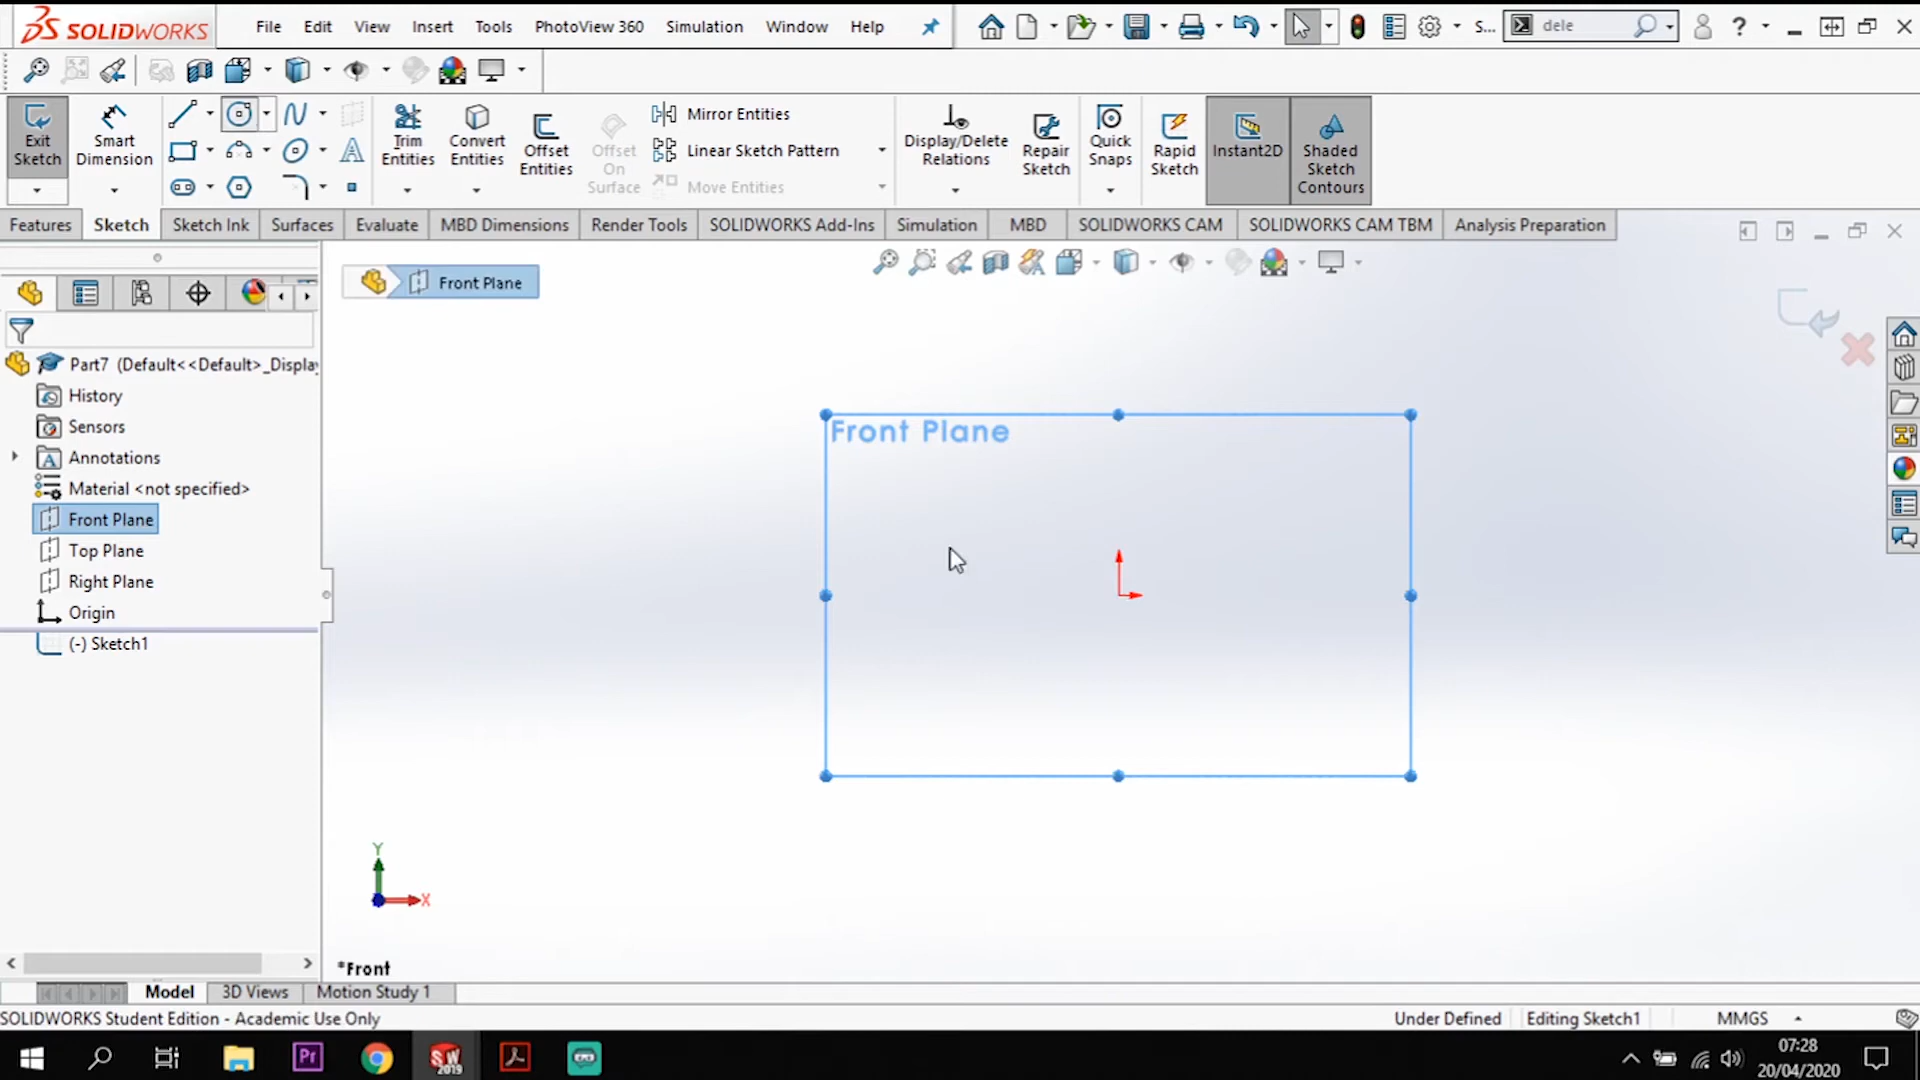 SOLIDWORKS File Edit View Insert Tools PhotoView 360 Simulation Window Help S... dele
Exit Sketch
Smart Dimension
Trim Entities
Convert Entities
Offset Entities
Offset On Surface
Mirror Entities
Linear Sketch Pattern
Move Entities
Display/Delete Relations
Repair Sketch
Quick Snaps
Rapid Sketch
Instant2D
Shaded Sketch Contours
Features Sketch Sketch Ink Surfaces Evaluate MBD Dimensions Render Tools SOLIDWORKS Add-Ins Simulation MBD SOLIDWORKS CAM SOLIDWORKS CAM TBM Analysis Preparation
Front Plane
Part7 (Default<<Default>_Displa
History
Sensors
Annotations
Material <not specified>
Front Plane
Top Plane
Right Plane
Origin
(-) Sketch1
Front Plane
Y
X
*Front
Model 3D Views Motion Study 1
SOLIDWORKS Student Edition - Academic Use Only Under Defined Editing Sketch1 MMGS
Pr
SW 2019
07:28
20/04/2020